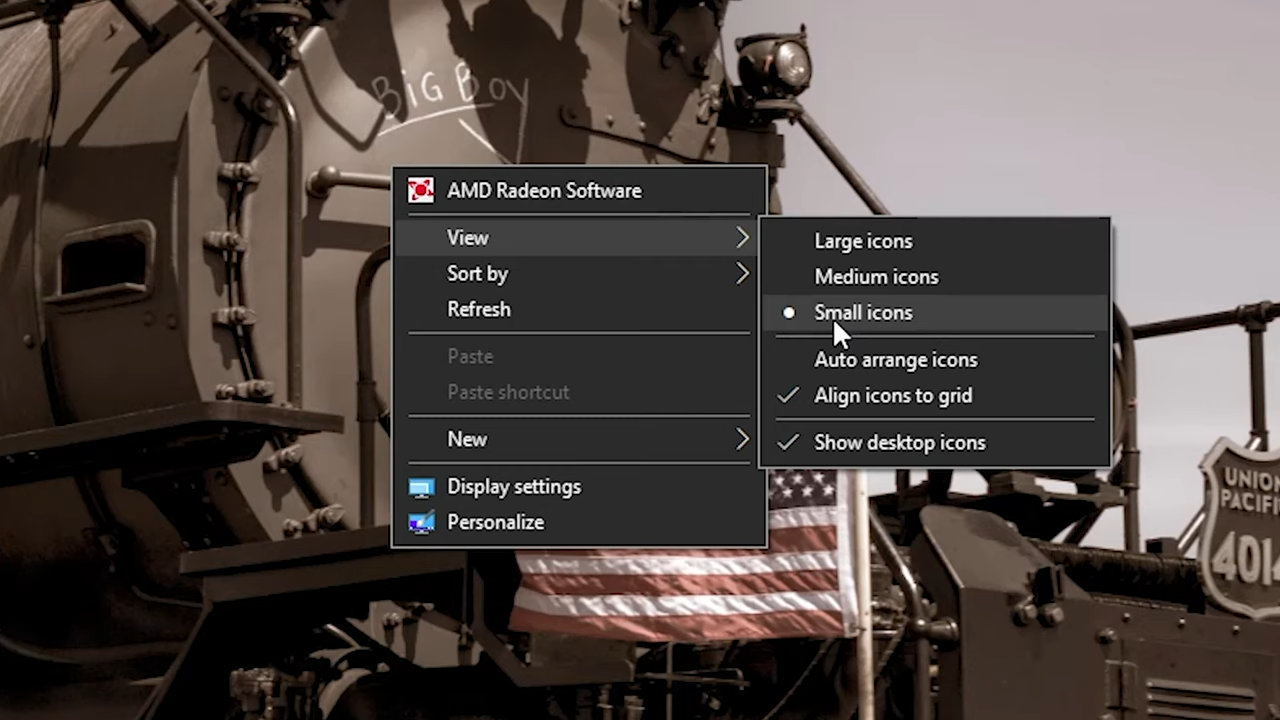 BiG Boy
AMD Radeon Software
View
Sort by
Refresh
Paste
Paste shortcut
New
Display settings
Personalize
Large icons
Medium icons
Small icons
Auto arrange icons
Align icons to grid
Show desktop icons
UNION
PACIFI
4014